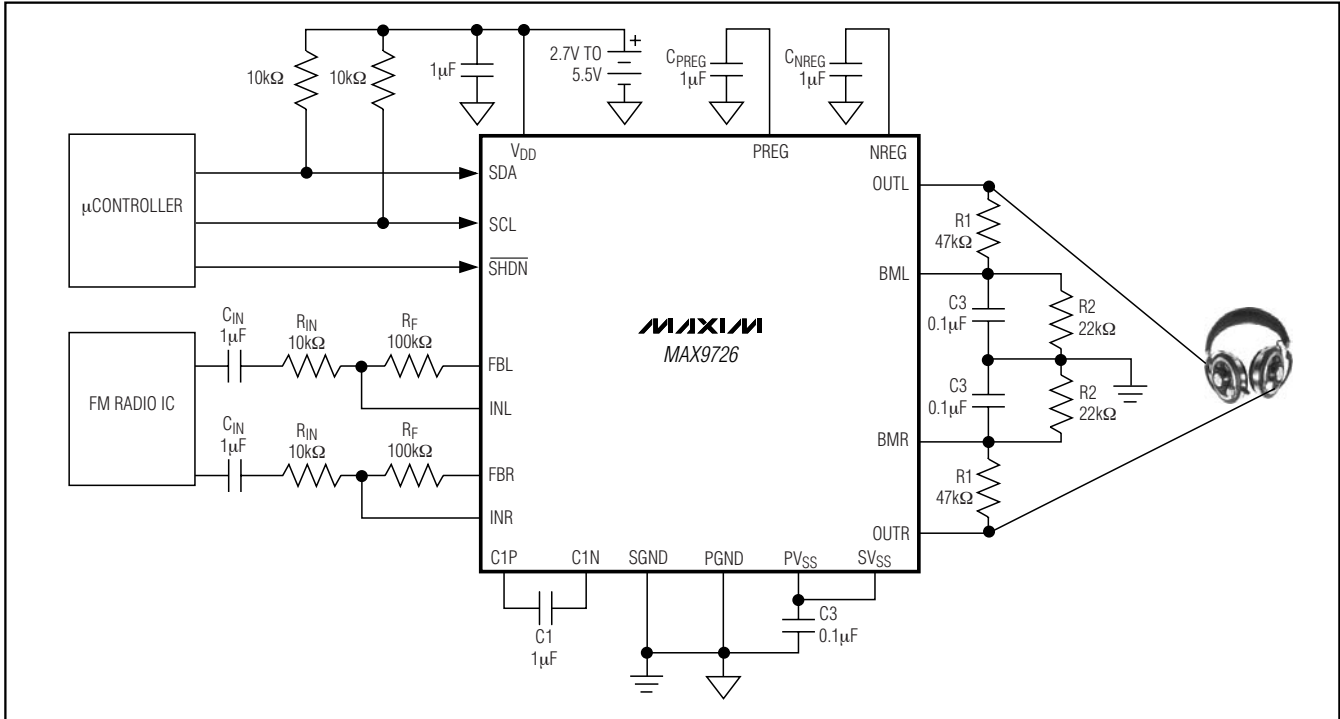 10kΩ
10kΩ
1μF
2.7V TO
5.5V
+
CPREG
1μF
CNREG
1μF
μCONTROLLER
VDD
SDA
SCL
SHDN
PREG
NREG
OUTL
R1
47kΩ
BML
C3
0.1μF
R2
22kΩ
C3
0.1μF
R2
22kΩ
BMR
R1
47kΩ
OUTR
MAXIM
MAX9726
FM RADIO IC
CIN
1μF
RIN
10kΩ
RF
100kΩ
FBL
INL
CIN
1μF
RIN
10kΩ
RF
100kΩ
FBR
INR
C1P
C1N
SGND
PGND
PVSS
SVSS
C1
1μF
C3
0.1μF